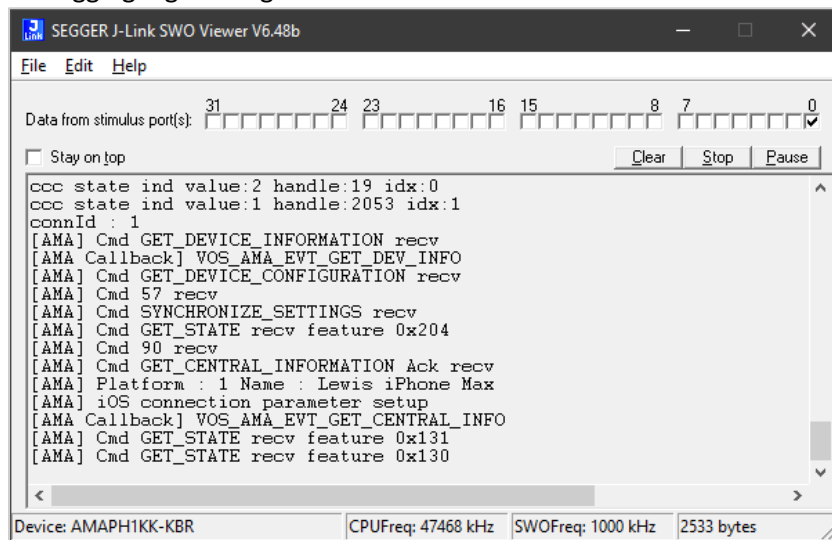 J-Link
SEGGER J-Link SWO Viewer V6.48b
File Edit Help
31 24 23 16 15 8 7 0
Data from stimulus port(s):
Stay on top
Clear Stop Pause
ccc state ind value:2 handle:19 idx:0
ccc state ind value:1 handle:2053 idx:1
connId : 1
[AMA] Cmd GET_DEVICE_INFORMATION recv
[AMA Callback] VOS_AMA_EVT_GET_DEV_INFO
[AMA] Cmd GET_DEVICE_CONFIGURATION recv
[AMA] Cmd 57 recv
[AMA] Cmd SYNCHRONIZE_SETTINGS recv
[AMA] Cmd GET_STATE recv feature 0x204
[AMA] Cmd 90 recv
[AMA] Cmd GET_CENTRAL_INFORMATION Ack recv
[AMA] Platform : 1 Name : Lewis iPhone Max
[AMA] iOS connection parameter setup
[AMA Callback] VOS_AMA_EVT_GET_CENTRAL_INFO
[AMA] Cmd GET_STATE recv feature 0x131
[AMA] Cmd GET_STATE recv feature 0x130
Device: AMAPH1KK-KBR CPUFreq: 47468 kHz SWOFreq: 1000 kHz 2533 bytes